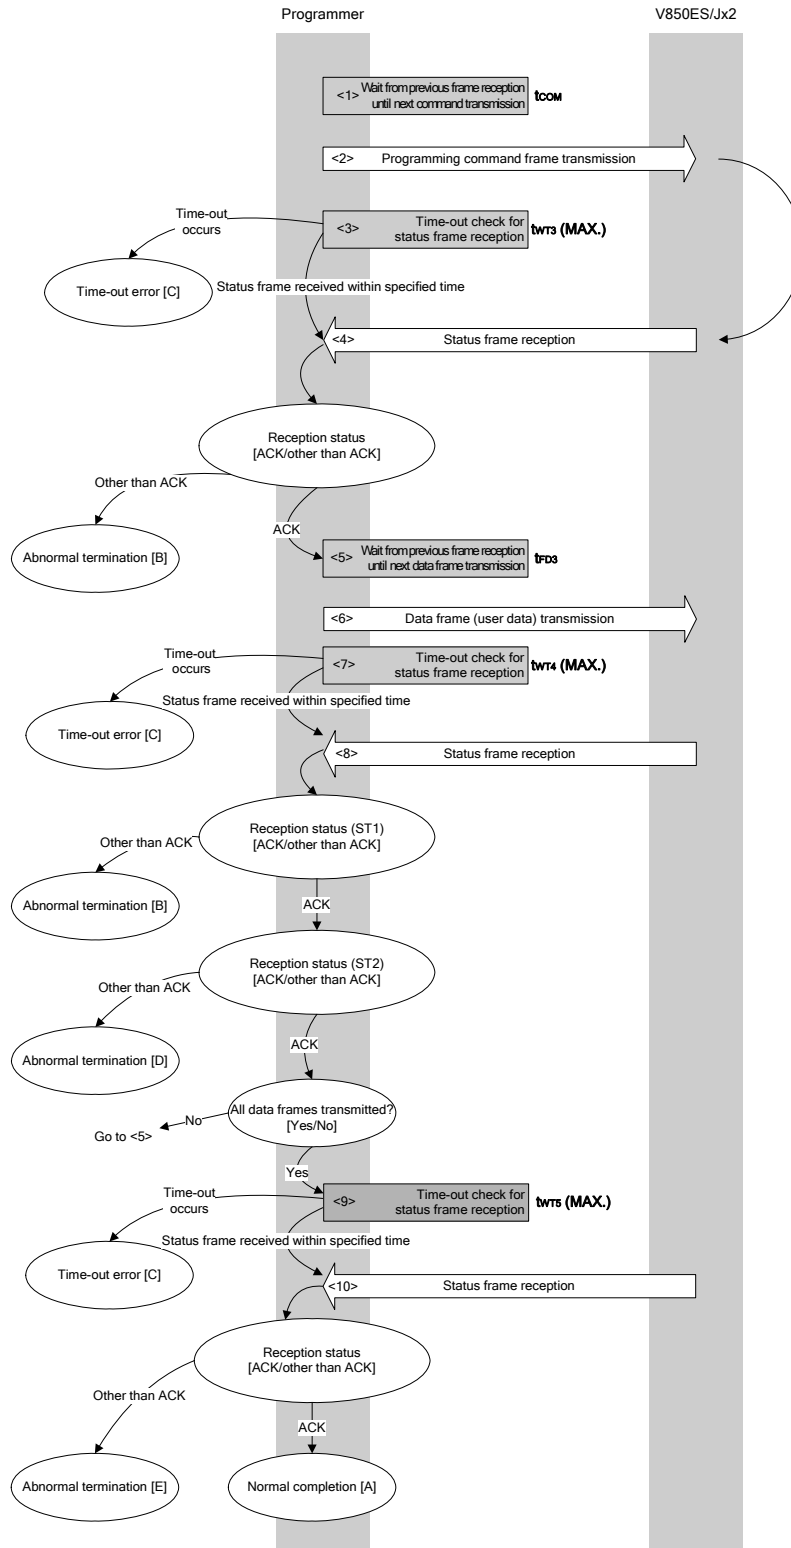 Programmer
V850ES/Jx2
<1> Wait from previous frame reception
until next command transmission
tCOM
<2> Programming command frame transmission
Time-out
occurs
<3> Time-out check for
status frame reception
tWT3 (MAX.)
Time-out error [C]
Status frame received within specified time
<4> Status frame reception
Reception status
[ACK/other than ACK]
Other than ACK
ACK
Abnormal termination [B]
<5> Wait from previous frame reception
until next data frame transmission
tFD3
<6> Data frame (user data) transmission
Time-out
occurs
<7> Time-out check for
status frame reception
tWT4 (MAX.)
Status frame received within specified time
Time-out error [C]
<8> Status frame reception
Reception status (ST1)
[ACK/other than ACK]
Other than ACK
Abnormal termination [B]
ACK
Reception status (ST2)
[ACK/other than ACK]
Other than ACK
ACK
Abnormal termination [D]
All data frames transmitted?
[Yes/No]
No
Go to <5>
Yes
Time-out
occurs
<9> Time-out check for
status frame reception
tWT5 (MAX.)
Status frame received within specified time
Time-out error [C]
<10> Status frame reception
Reception status
[ACK/other than ACK]
Other than ACK
ACK
Abnormal termination [E]
Normal completion [A]